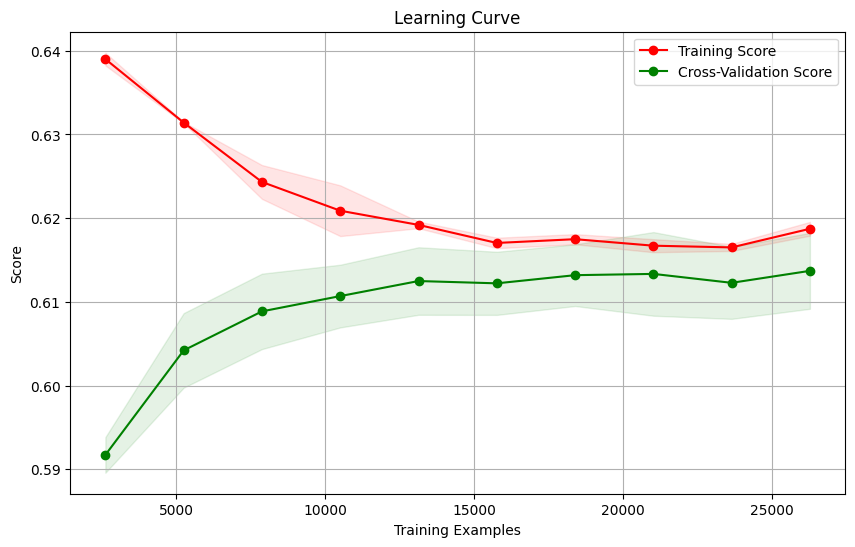 Learning Curve
Training Score
Cross-Validation Score
0.64
0.63
0.62
0.61
0.60
0.59
Score
5000 10000 15000 20000 25000
Training Examples